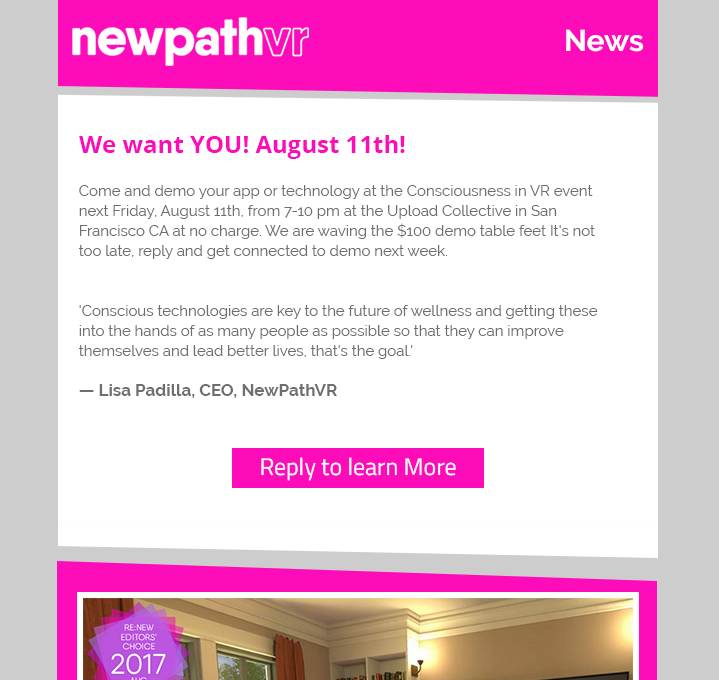 newpathvr
News
We want YOU! August 11th!
Come and demo your app or technology at the Consciousness in VR event
next Friday, August 11th, from 7-10 pm at the Upload Collective in San
Francisco CA at no charge. We are waving the $100 demo table feet It's not
too late, reply and get connected to demo next week.
'Conscious technologies are key to the future of wellness and getting these
into the hands of as many people as possible so that they can improve
themselves and lead better lives, that's the goal.'
— Lisa Padilla, CEO, NewPathVR
Reply to learn More
RE:NEW
EDITORS'
CHOICE
2017
AUG